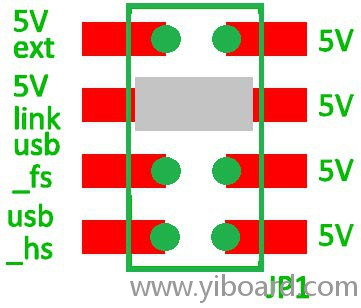 5V
ext
5V
5V
link
5V
usb
_fs
5V
usb
_hs
5V
JP1
www.yiboard.com